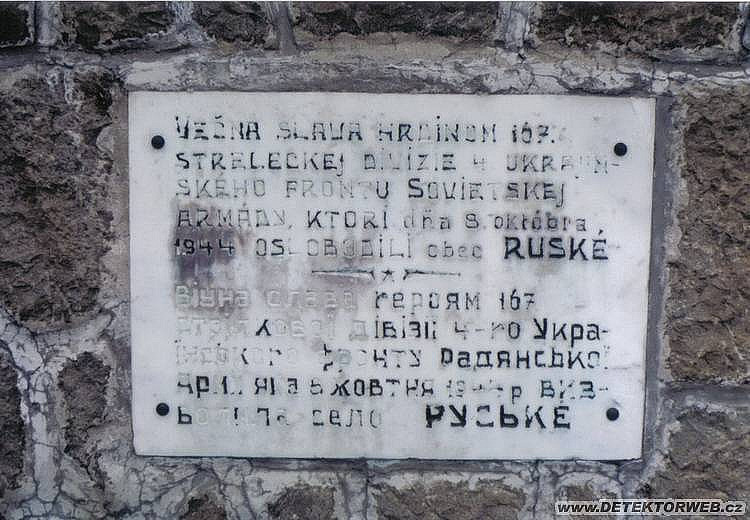 VEČNÁ SLÁVA HRDINOM 167.
STRELECKEJ DIVÍZIE 4. UKRAJIN-
SKÉHO FRONTU SOVIETSKEJ
ARMÁDY, KTORÍ dňa 8. októbra
1944 OSLOBODILI obec RUSKÉ
Вічна слава героям 167
стрілкової дівізії 4-го Укра-
їнського фронту радянської
Армії, 8 жовтня 1944 р виз-
волила село РУСЬКЕ
www.DETEKTORWEB.cz